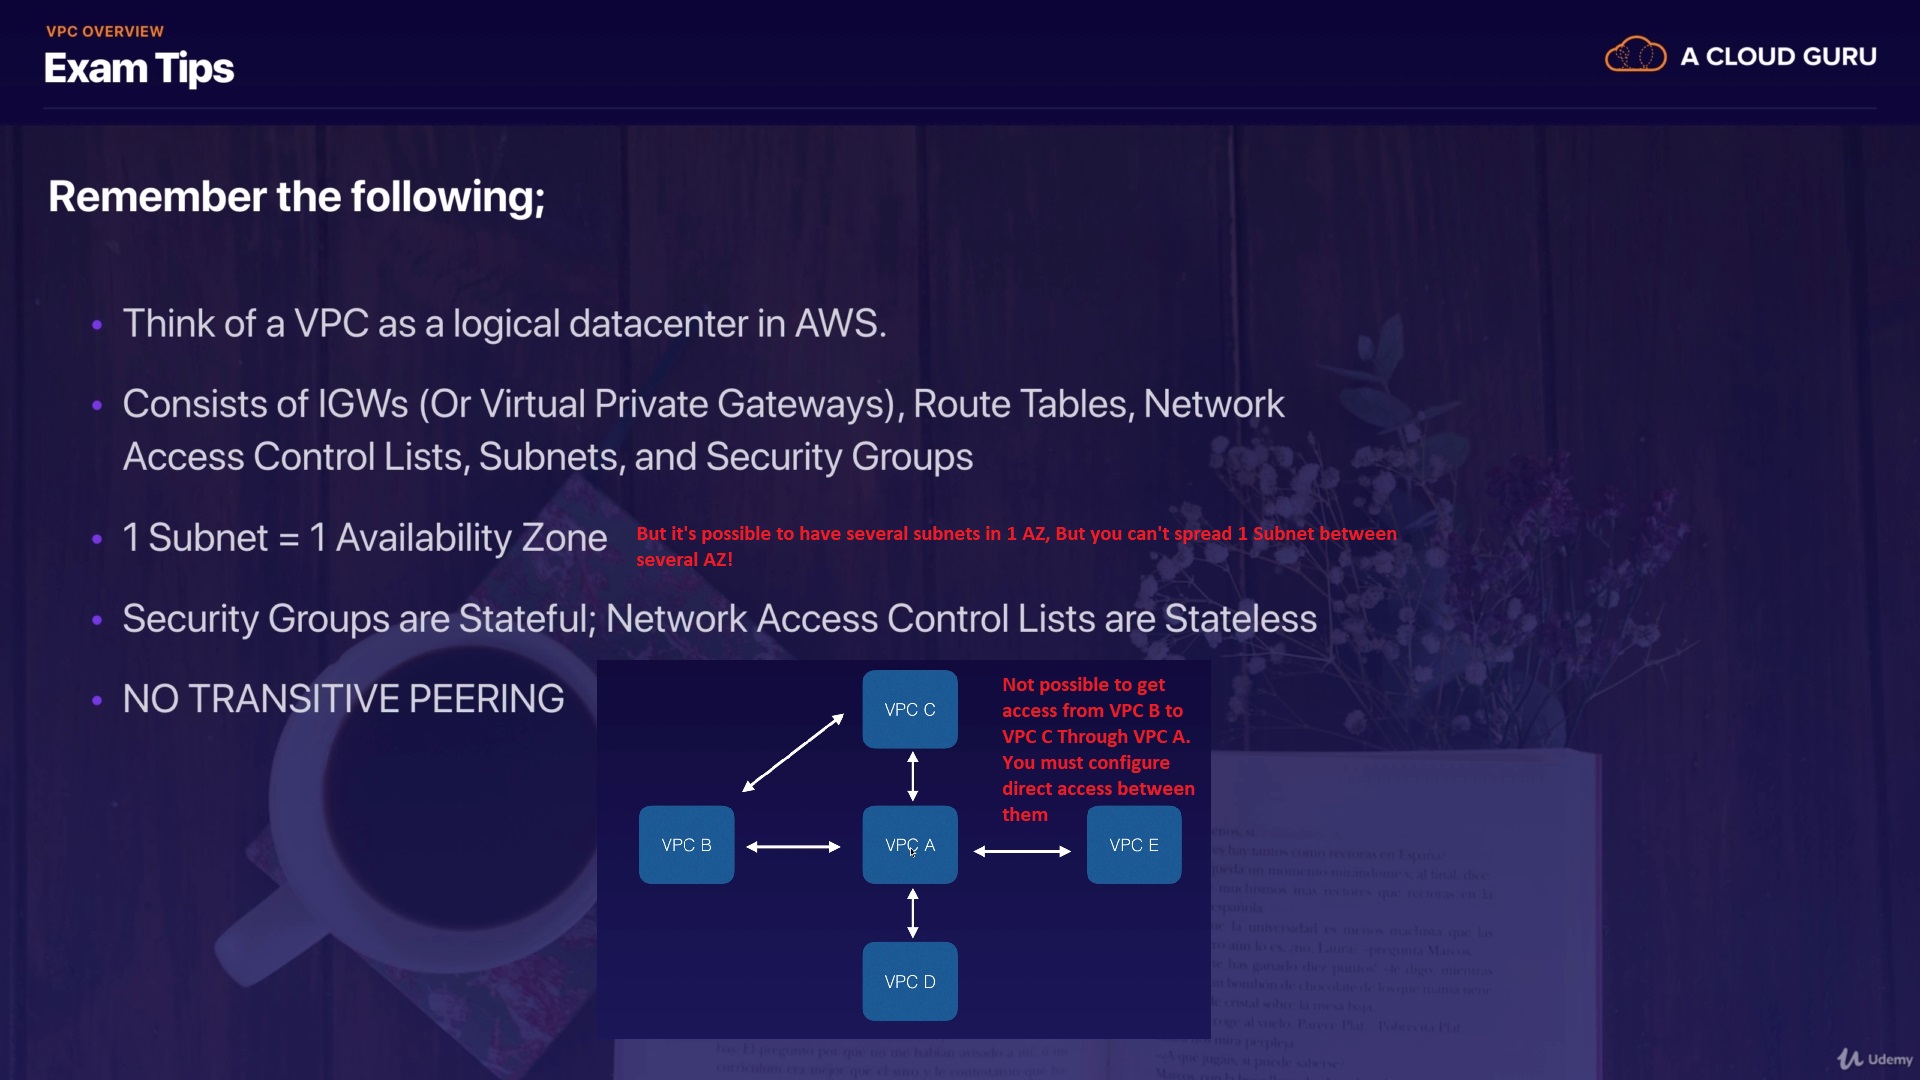 VPC OVERVIEW
Exam Tips
A CLOUD GURU
Remember the following;
• Think of a VPC as a logical datacenter in AWS.
• Consists of IGWs (Or Virtual Private Gateways), Route Tables, Network
Access Control Lists, Subnets, and Security Groups
• 1 Subnet = 1 Availability Zone
But it's possible to have several subnets in 1 AZ, But you can't spread 1 Subnet between
several AZ!
• Security Groups are Stateful; Network Access Control Lists are Stateless
• NO TRANSITIVE PEERING
VPC C
Not possible to get
access from VPC B to
VPC C Through VPC A.
You must configure
direct access between
them
VPC B
VPC A
VPC E
VPC D
Udemy